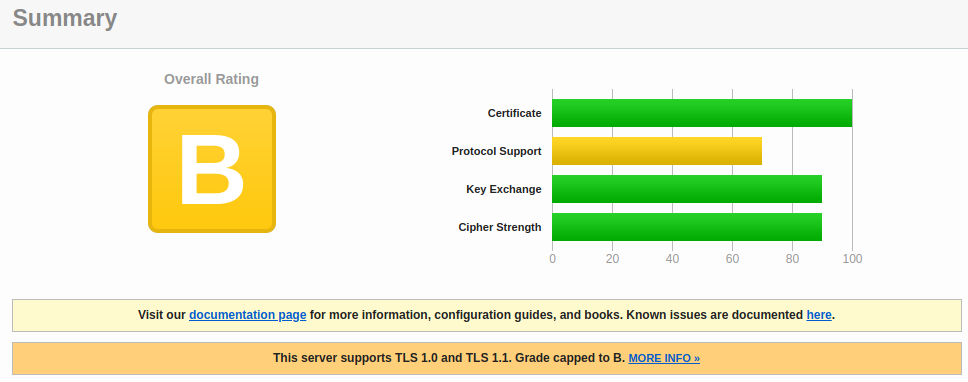 Summary
Overall Rating
B
Certificate
Protocol Support
Key Exchange
Cipher Strength
0 20 40 60 80 100
Visit our documentation page for more information, configuration guides, and books. Known issues are documented here.
This server supports TLS 1.0 and TLS 1.1. Grade capped to B. MORE INFO »